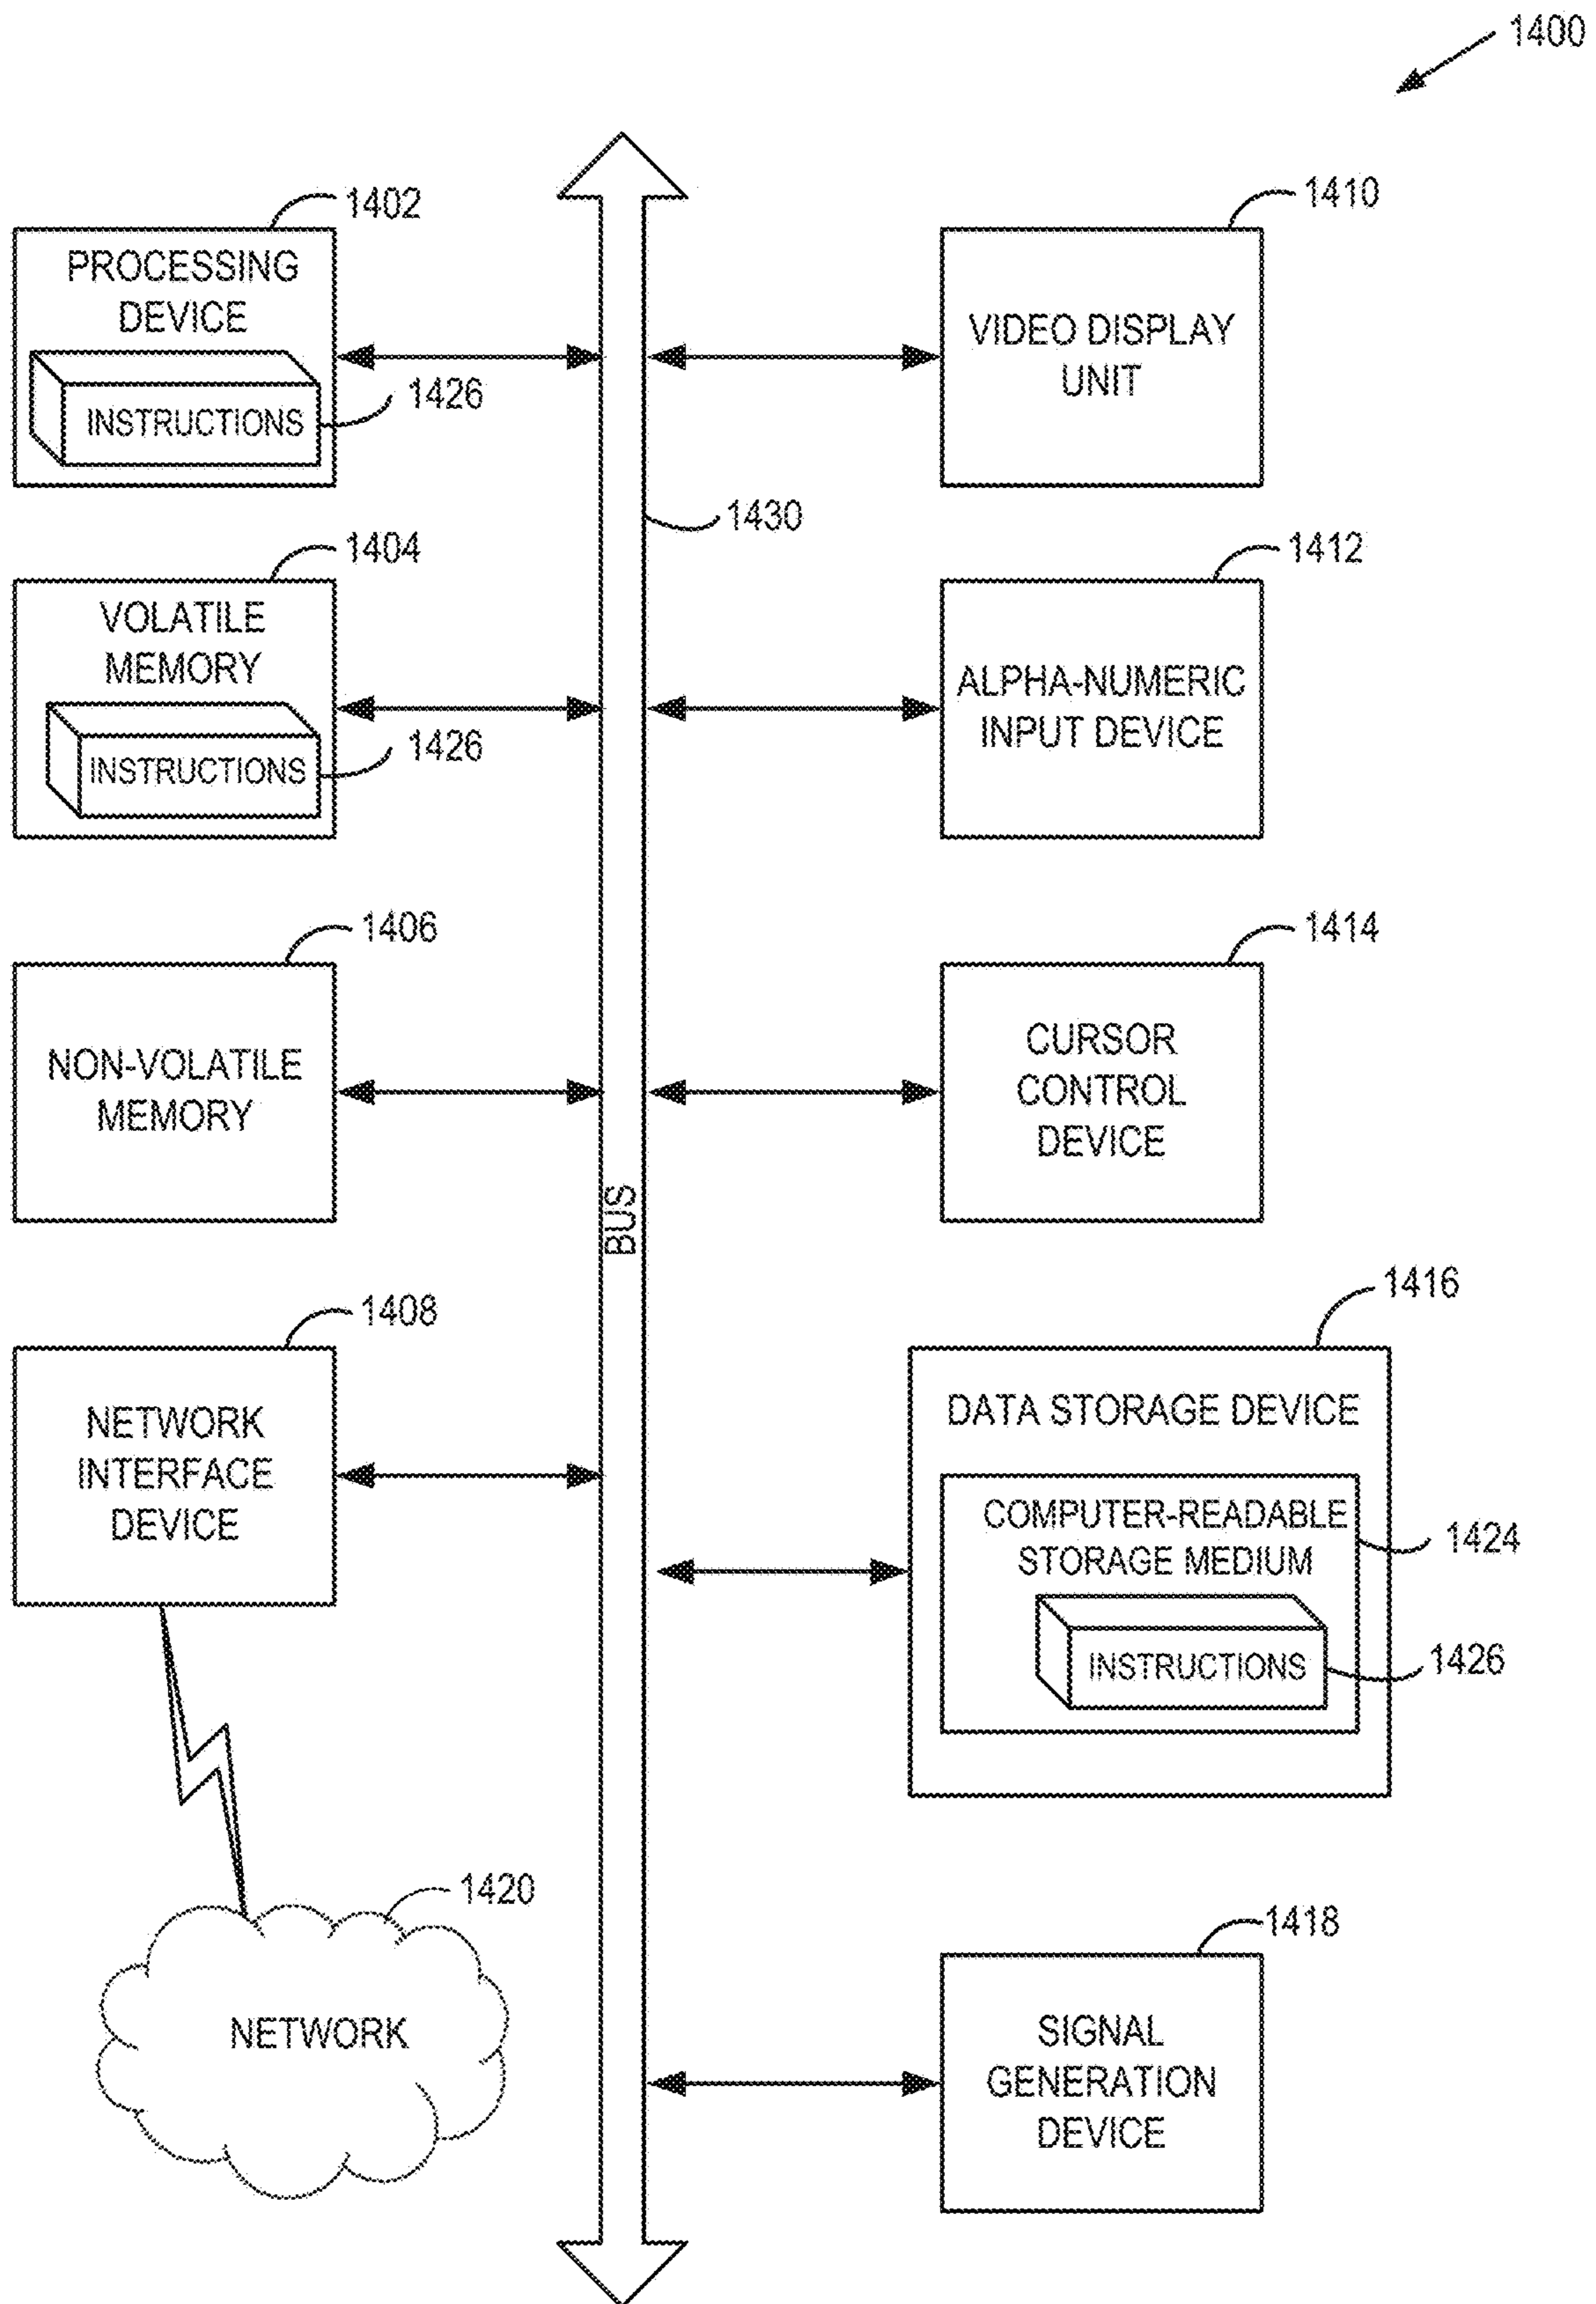 1400
1402
PROCESSING
DEVICE
INSTRUCTIONS
1426
1404
VOLATILE
MEMORY
INSTRUCTIONS
1426
1406
NON-VOLATILE
MEMORY
1408
NETWORK
INTERFACE
DEVICE
1420
NETWORK
BUS
1430
1410
VIDEO DISPLAY
UNIT
1412
ALPHA-NUMERIC
INPUT DEVICE
1414
CURSOR
CONTROL
DEVICE
1416
DATA STORAGE DEVICE
COMPUTER-READABLE
STORAGE MEDIUM
1424
INSTRUCTIONS
1426
1418
SIGNAL
GENERATION
DEVICE